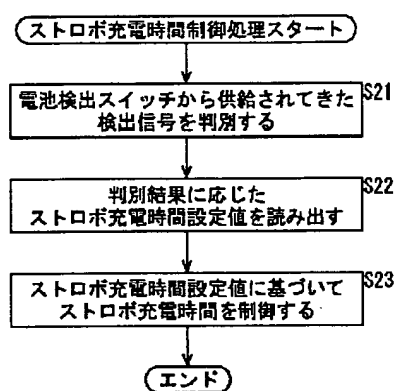 ストロボ充電時間制御処理スタート
S21
電池検出スイッチから供給されてきた
検出信号を判別する
S22
判別結果に応じた
ストロボ充電時間設定値を読み出す
S23
ストロボ充電時間設定値に基づいて
ストロボ充電時間を制御する
エンド